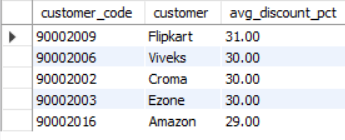 customer_code customer avg_discount_pct
90002009 Flipkart 31.00
90002006 Viveks 30.00
90002002 Croma 30.00
90002003 Ezone 30.00
90002016 Amazon 29.00